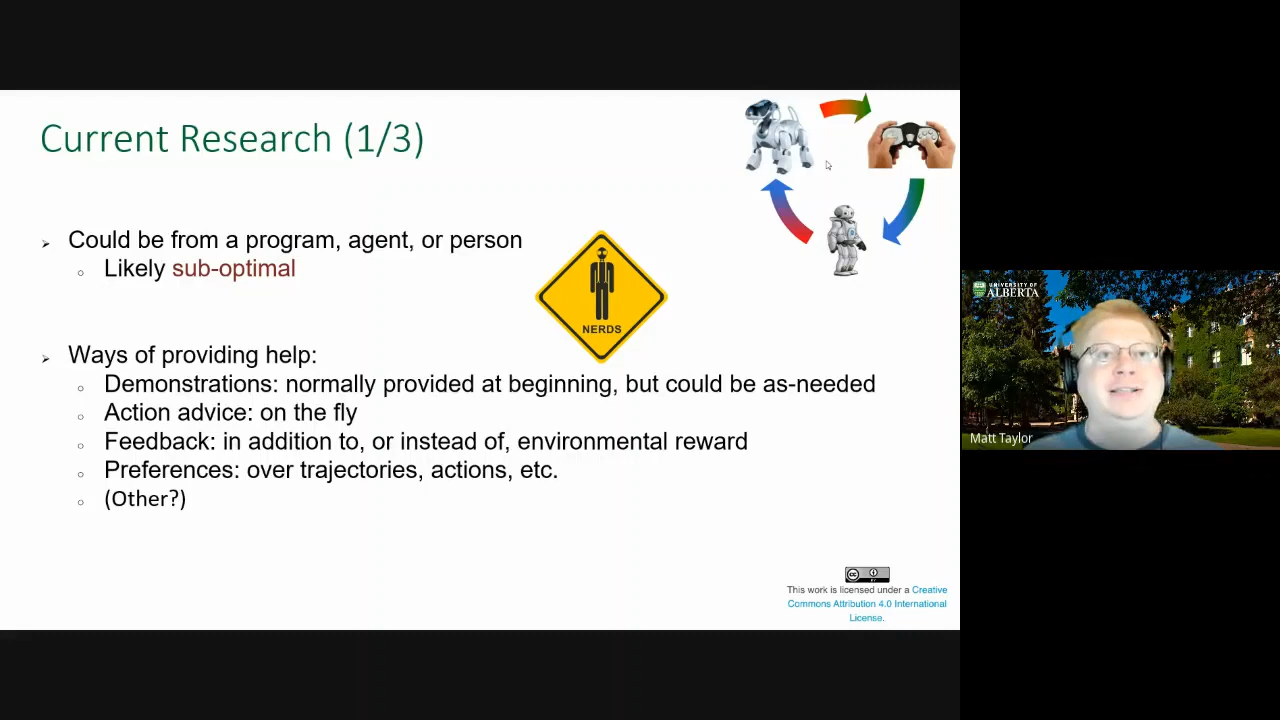 Current Research (1/3)
Could be from a program, agent, or person
Likely sub-optimal
NERDS
Ways of providing help:
Demonstrations: normally provided at beginning, but could be as-needed
Action advice: on the fly
Feedback: in addition to, or instead of, environmental reward
Preferences: over trajectories, actions, etc.
(Other?)
This work is licensed under a Creative
Commons Attribution 4.0 International
License.
UNIVERSITY OF
ALBERTA
Matt Taylor